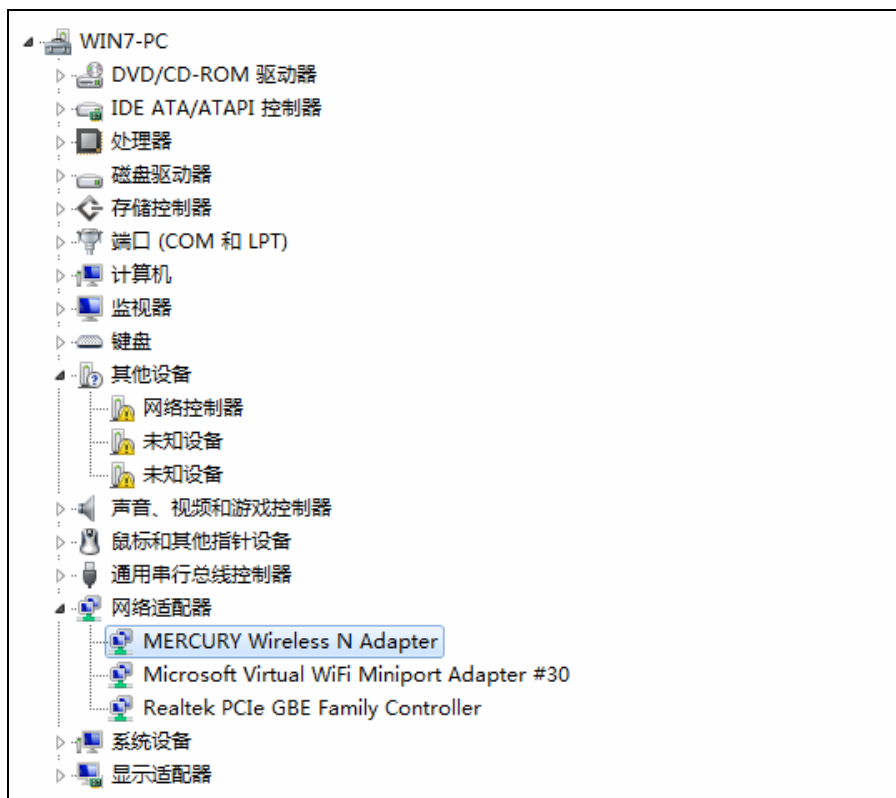 WIN7-PC
DVD/CD-ROM 驱动器
IDE ATA/ATAPI 控制器
处理器
磁盘驱动器
存储控制器
端口 (COM 和 LPT)
计算机
监视器
键盘
其他设备
网络控制器
未知设备
未知设备
声音、视频和游戏控制器
鼠标和其他指针设备
通用串行总线控制器
网络适配器
MERCURY Wireless N Adapter
Microsoft Virtual WiFi Miniport Adapter #30
Realtek PCIe GBE Family Controller
系统设备
显示适配器